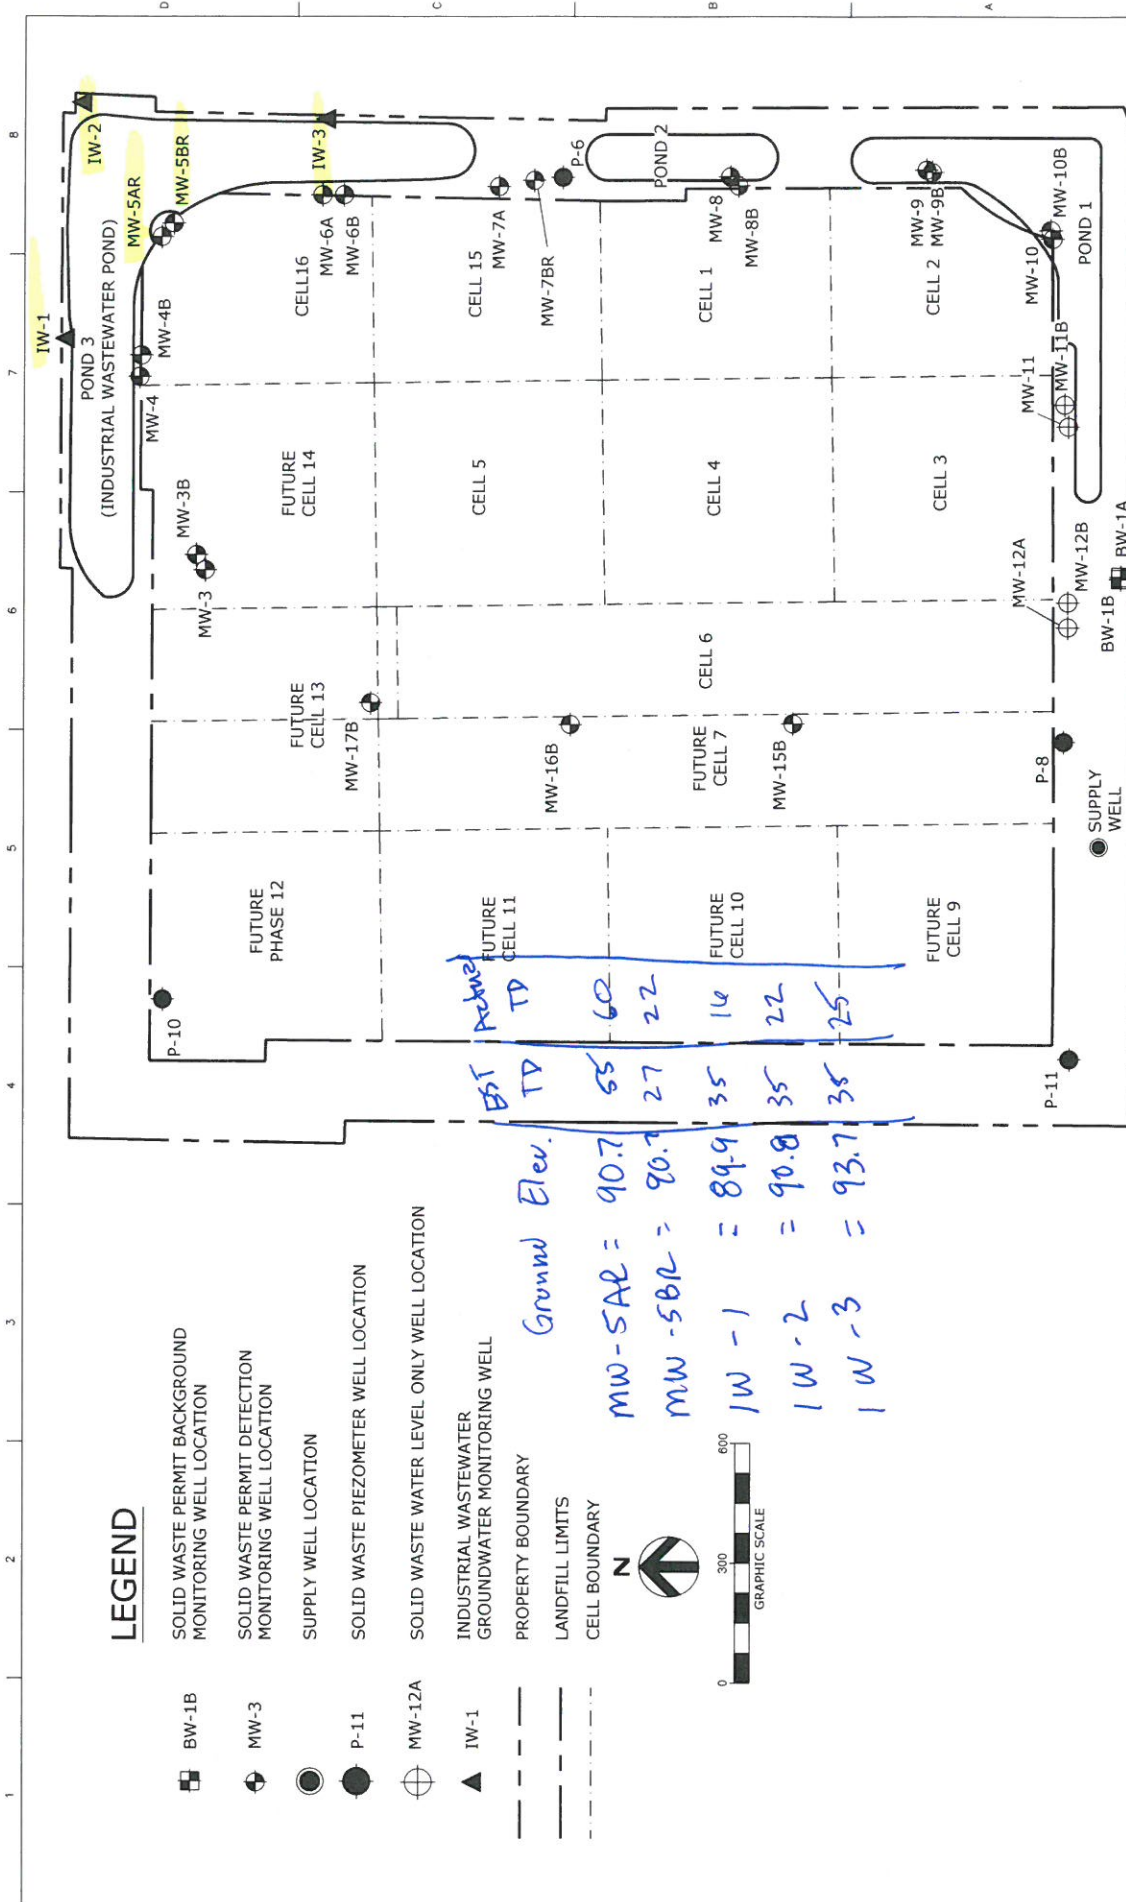 LEGEND
BW-1B
SOLID WASTE PERMIT BACKGROUND
MONITORING WELL LOCATION
MW-3
SOLID WASTE PERMIT DETECTION
MONITORING WELL LOCATION
SUPPLY WELL LOCATION
P-11
SOLID WASTE PIEZOMETER WELL LOCATION
MW-12A
SOLID WASTE WATER LEVEL ONLY WELL LOCATION
IW-1
INDUSTRIAL WASTEWATER
GROUNDWATER MONITORING WELL
PROPERTY BOUNDARY
LANDFILL LIMITS
CELL BOUNDARY
N
0 300 600
GRAPHIC SCALE
1 2 3 4 5 6 7 8
D
C
B
A
IW-1
IW-2
POND 3
(INDUSTRIAL WASTEWATER POND)
MW-5AR
MW-5BR
IW-3
MW-4
MW-4B
MW-3B
MW-3
MW-6A
MW-6B
CELL16
FUTURE
CELL 14
FUTURE
CELL 13
MW-17B
FUTURE
PHASE 12
P-10
MW-7A
MW-7BR
P-6
CELL 15
CELL 5
MW-16B
FUTURE
CELL 11
POND 2
MW-8
MW-8B
CELL 1
CELL 4
CELL 6
FUTURE
CELL 7
MW-15B
FUTURE
CELL 10
MW-9
MW-9B
CELL 2
CELL 3
FUTURE
CELL 9
MW-10B
MW-10
POND 1
MW-11
MW-11B
MW-12A
MW-12B
BW-1A
BW-1B
P-8
SUPPLY
WELL
P-11
Ground Elev. EST TD Actual TD
MW-5AR = 90.7 60
MW-5BR = 90.7 27 22
IW-1 = 89.9 35 16
IW-2 = 90.8 35 22
IW-3 = 93.7 35 25